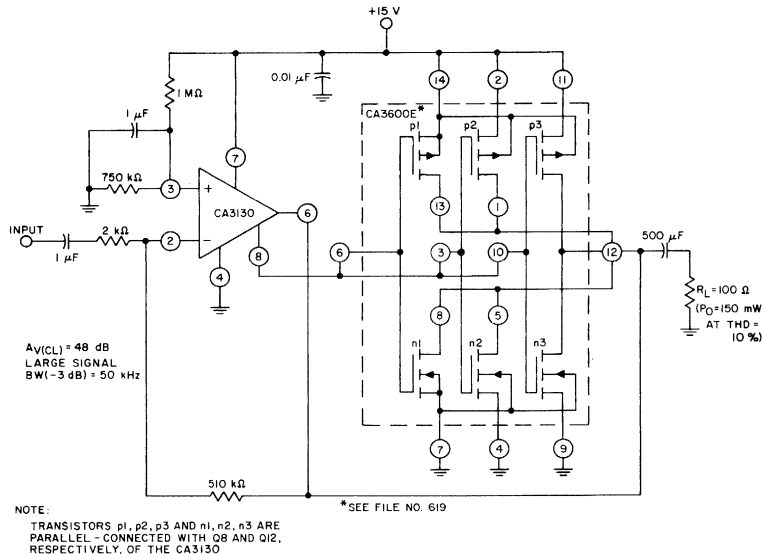 +15 V
0.01 µF
1 MΩ
1 µF
750 kΩ
3
+
7
CA3130
6
INPUT
1 µF
2 kΩ
2
−
4
8
14
2
11
CA3600E*
p1
p2
p3
13
1
6
3
10
12
500 µF
RL=100 Ω
(PO=150 mW
AT THD=
10%)
8
5
n1
n2
n3
7
4
9
AV(CL) = 48 dB
LARGE SIGNAL
BW(-3 dB) = 50 kHz
510 kΩ
*SEE FILE NO. 619
NOTE:
TRANSISTORS p1, p2, p3 AND n1, n2, n3 ARE
PARALLEL-CONNECTED WITH Q8 AND Q12,
RESPECTIVELY, OF THE CA3130